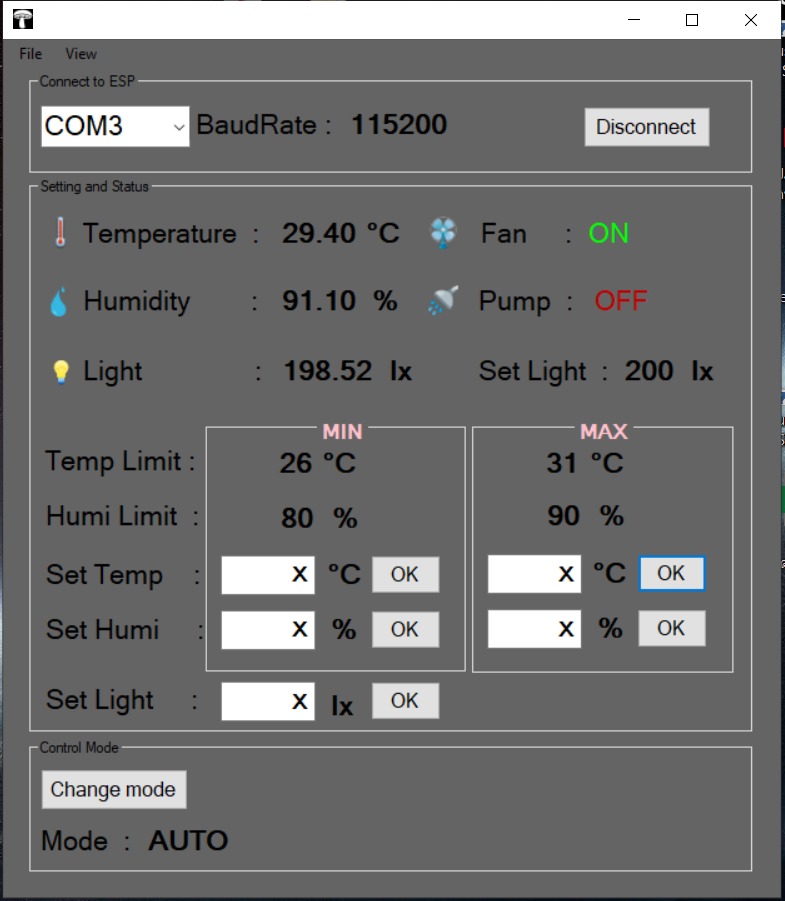 File View
Connect to ESP
COM3 BaudRate : 115200 Disconnect
Setting and Status
Temperature : 29.40 °C Fan : ON
Humidity : 91.10 % Pump : OFF
Light : 198.52 lx Set Light : 200 lx
MIN MAX
Temp Limit : 26 °C 31 °C
Humi Limit : 80 % 90 %
Set Temp : x °C OK x °C OK
Set Humi : x % OK x % OK
Set Light : x lx OK
Control Mode
Change mode
Mode : AUTO